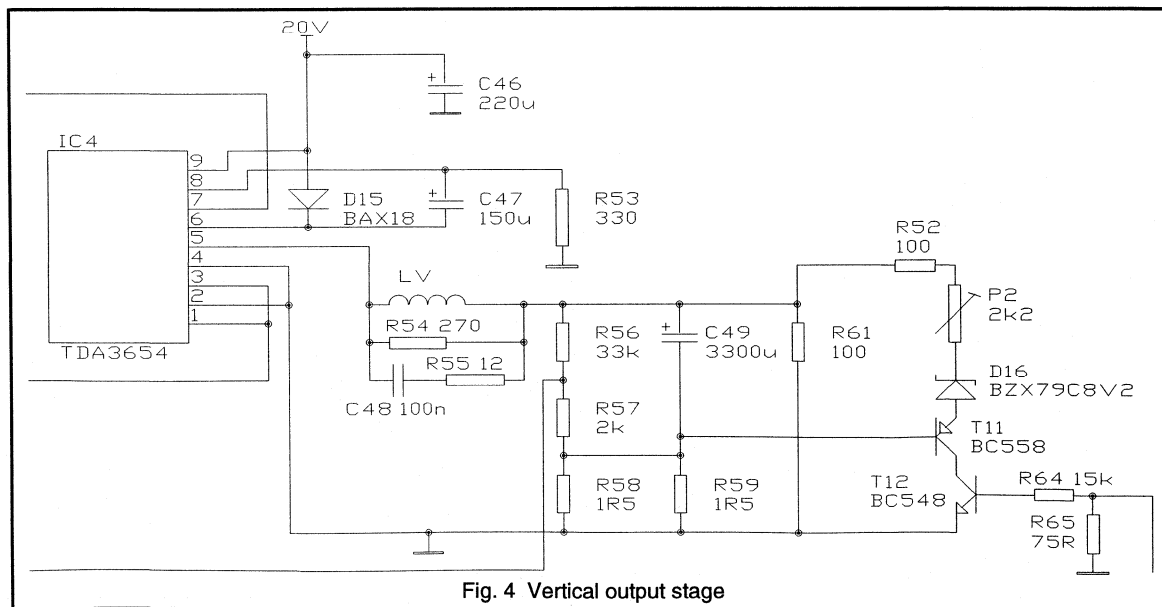 20V
C46
220u
IC4
9
8
7
6
5
4
3
2
1
TDA3654
D15
BAX18
C47
150u
R53
330
R52
100
LV
P2
2k2
R54 270
R55 12
C48 100n
R56
33k
C49
3300u
R61
100
D16
BZX79C8V2
R57
2k
T11
BC558
R58
1R5
R59
1R5
T12
BC548
R64 15k
R65
75R
Fig. 4 Vertical output stage